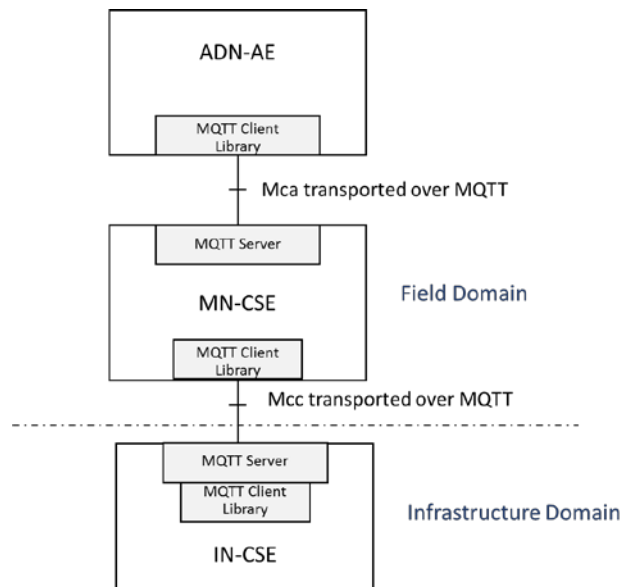 ADN-AE
MQTT Client
Library
Mca transported over MQTT
MQTT Server
Field Domain
MN-CSE
MQTT Client
Library
Mcc transported over MQTT
MQTT Server
MQTT Client
Library
Infrastructure Domain
IN-CSE